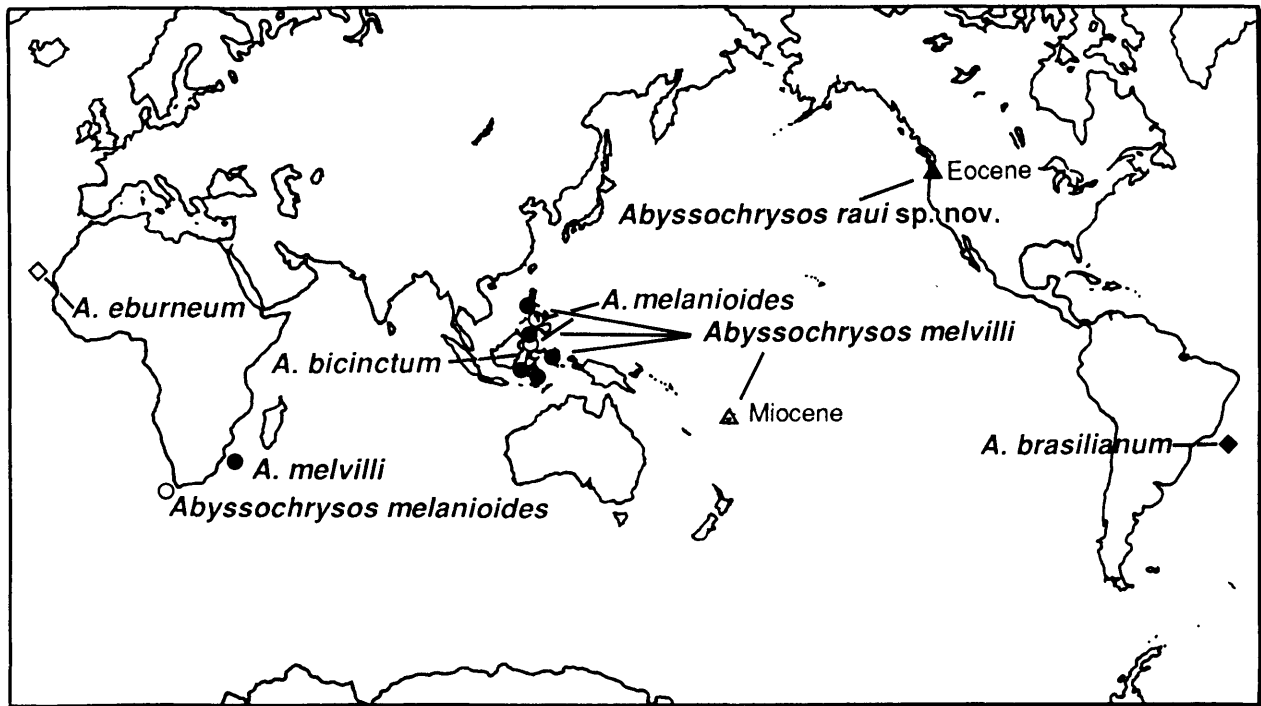 Eocene
Abyssochrysos raui sp. nov.
A. eburneum
A. melanioides
Abyssochrysos melvilli
A. bicinctum
Miocene
A. brasilianum
A. melvilli
Abyssochrysos melanioides